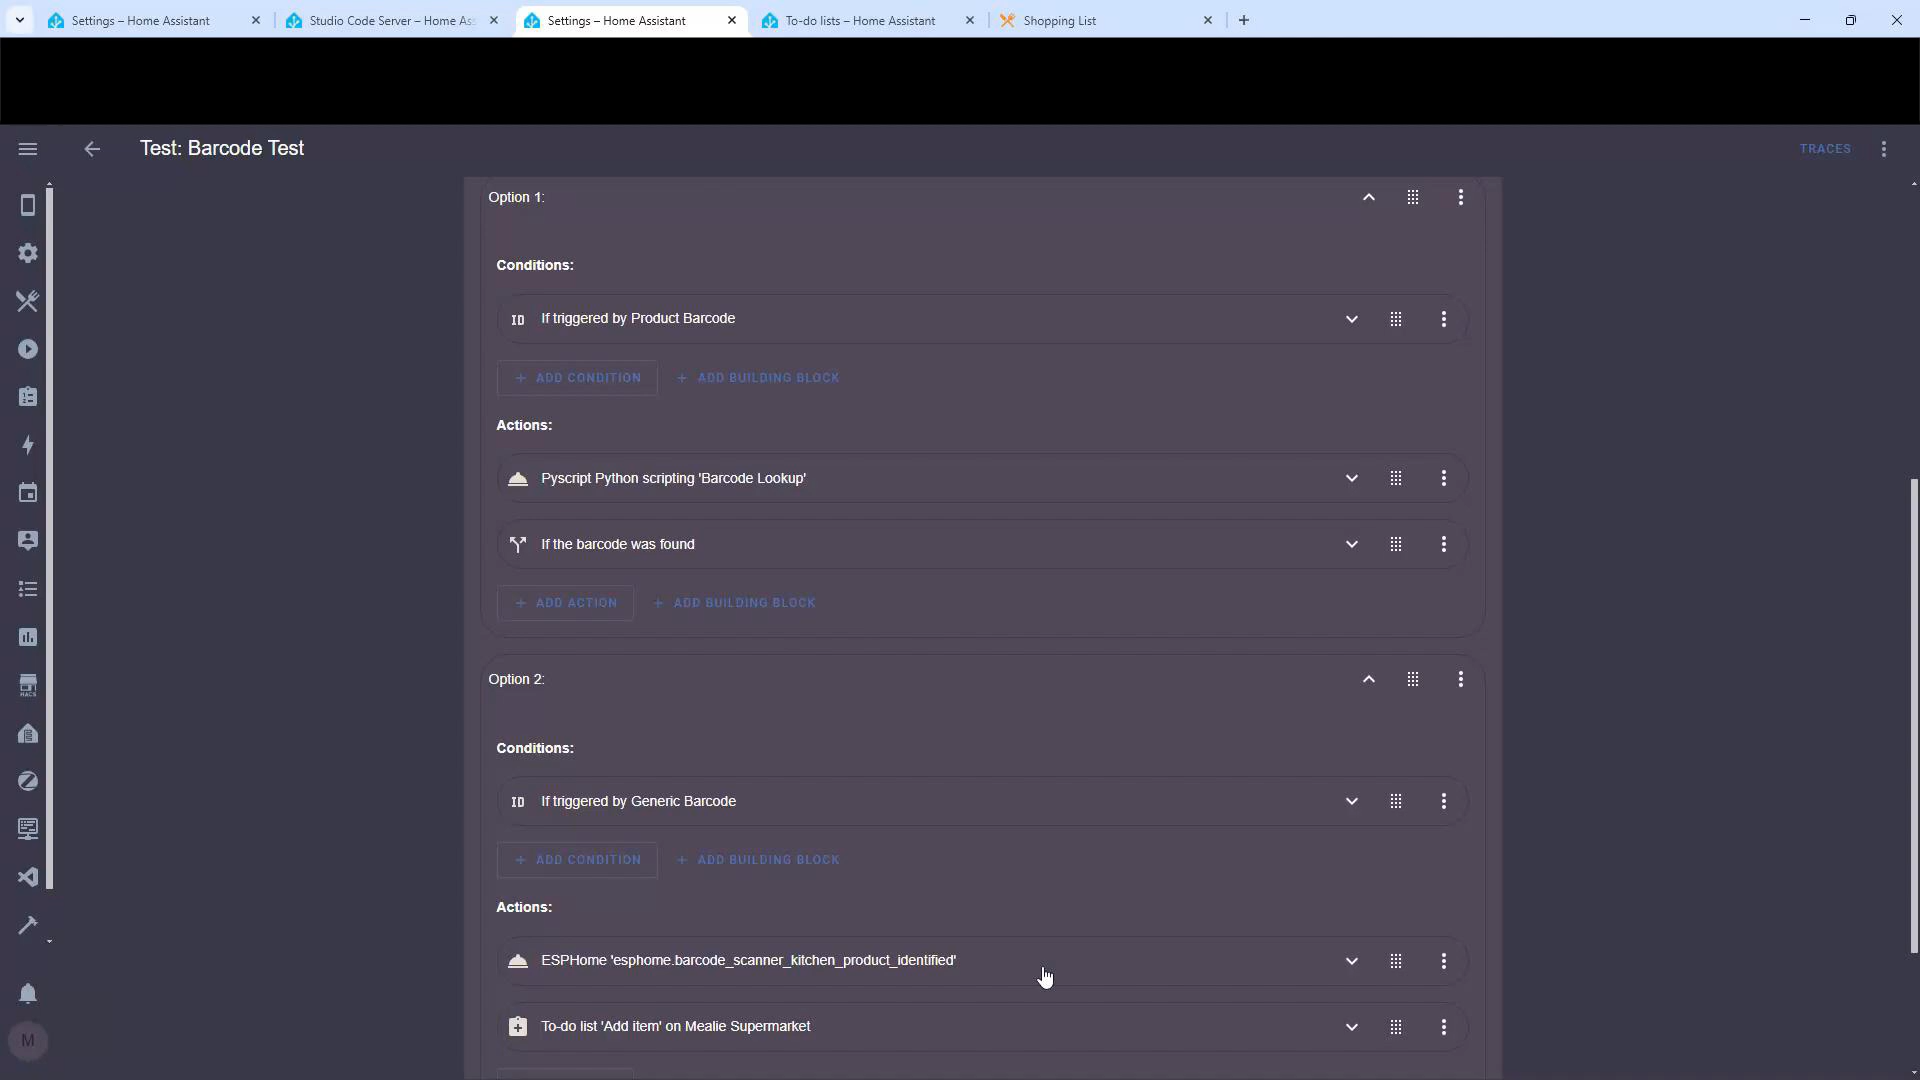 Settings – Home Assistant
Studio Code Server – Home As
Settings – Home Assistant
To-do lists – Home Assistant
Shopping List
Test: Barcode Test
TRACES
Option 1:
Conditions:
ID If triggered by Product Barcode
+ ADD CONDITION + ADD BUILDING BLOCK
Actions:
Pyscript Python scripting 'Barcode Lookup'
If the barcode was found
+ ADD ACTION + ADD BUILDING BLOCK
Option 2:
HACS
Conditions:
ID If triggered by Generic Barcode
+ ADD CONDITION + ADD BUILDING BLOCK
Actions:
ESPHome 'esphome.barcode_scanner_kitchen_product_identified'
To-do list 'Add item' on Mealie Supermarket
M